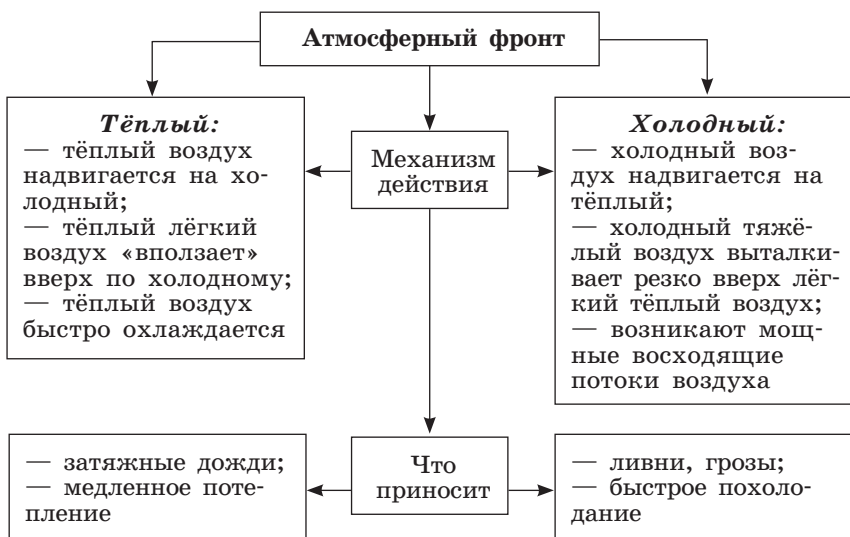 Атмосферный фронт
Тёплый:
— тёплый воздух
надвигается на хо-
лодный;
— тёплый лёгкий
воздух «вползает»
вверх по холодному;
— тёплый воздух
быстро охлаждается
Механизм
действия
Холодный:
— холодный воз-
дух надвигается на
тёплый;
— холодный тяжё-
лый воздух выталки-
вает резко вверх лёг-
кий тёплый воздух;
— возникают мощ-
ные восходящие
потоки воздуха
— затяжные дожди;
— медленное поте-
пление
Что
приносит
— ливни, грозы;
— быстрое похоло-
дание